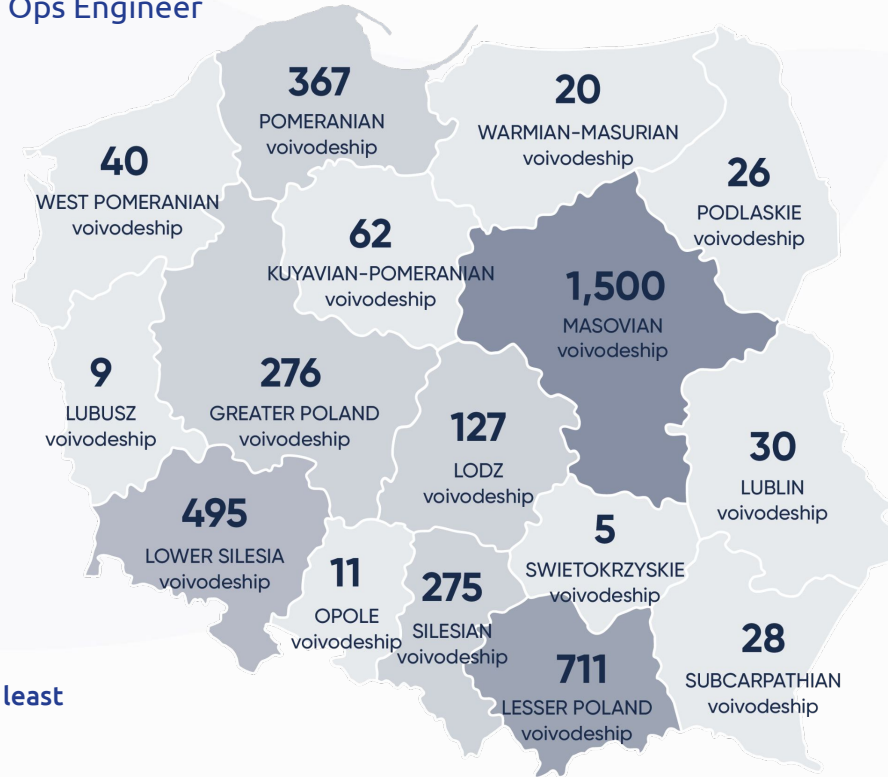 Ops Engineer
367
POMERANIAN
voivodeship
20
WARMIAN-MASURIAN
voivodeship
40
WEST POMERANIAN
voivodeship
26
PODLASKIE
voivodeship
62
KUYAVIAN-POMERANIAN
voivodeship
1,500
MASOVIAN
voivodeship
9
LUBUSZ
voivodeship
276
GREATER POLAND
voivodeship
127
LODZ
voivodeship
30
LUBLIN
voivodeship
495
LOWER SILESIA
voivodeship
11
OPOLE
voivodeship
275
SILESIAN
voivodeship
5
SWIETOKRZYSKIE
voivodeship
711
LESSER POLAND
voivodeship
28
SUBCARPATHIAN
voivodeship
least